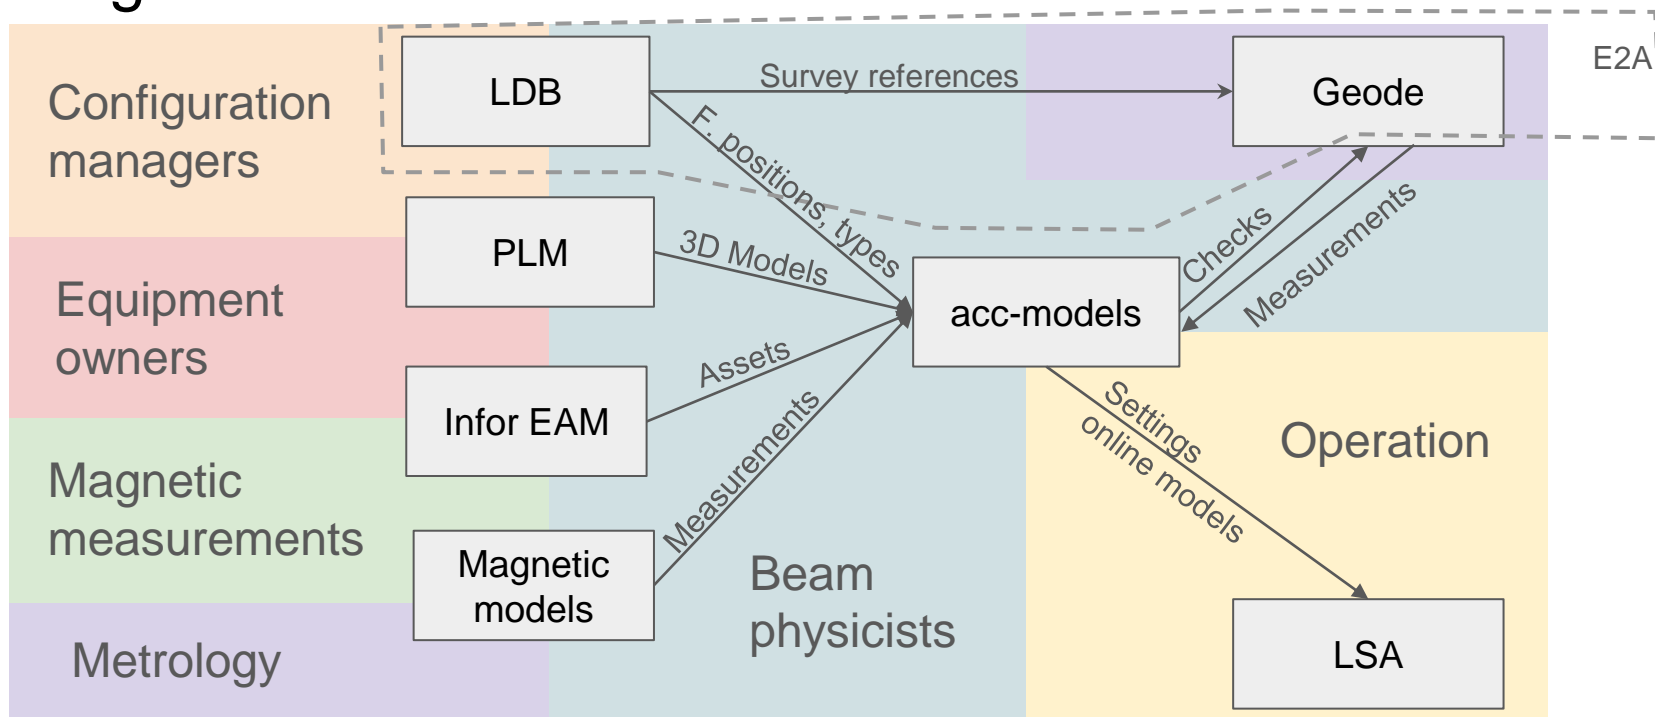 LDB
Survey references
Geode
E2A
Configuration
managers
F. positions, types
PLM
3D Models
Checks
Measurements
Equipment
owners
acc-models
Assets
Infor EAM
Settings
online models
Operation
Magnetic
measurements
Measurements
Magnetic
models
Beam
physicists
Metrology
LSA